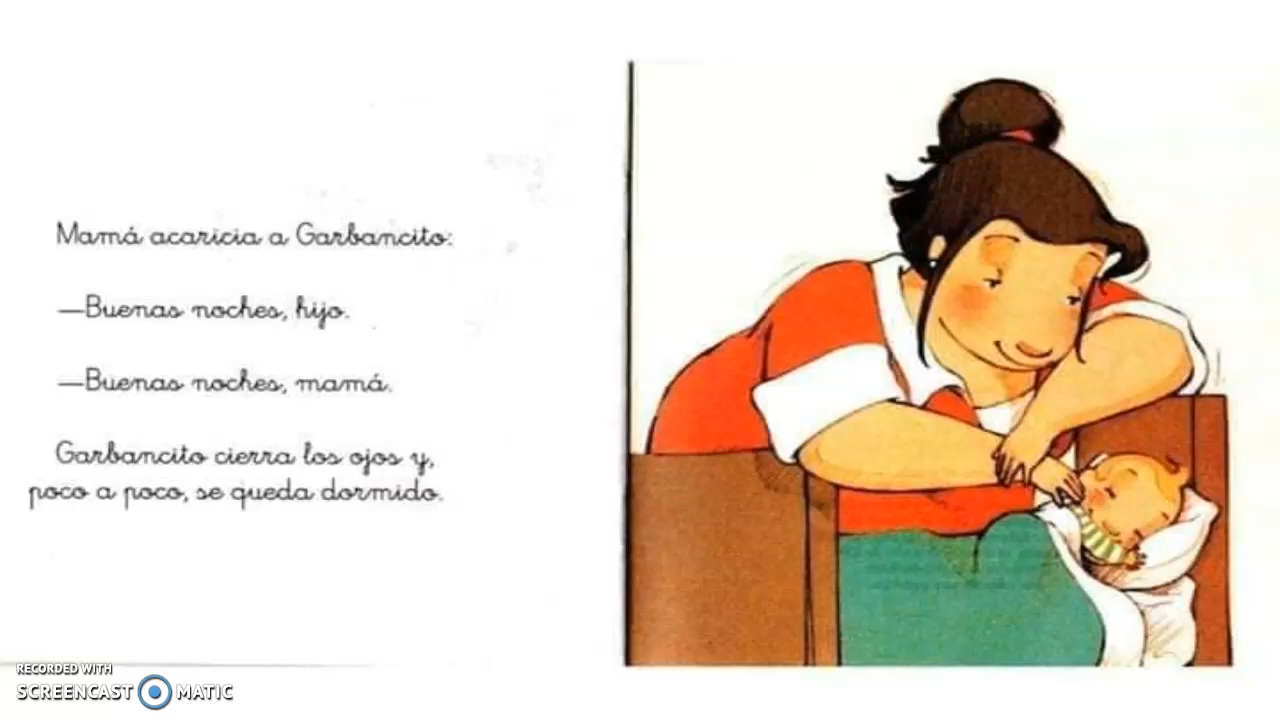 Mamá acaricia a Garbancito:
—Buenas noches, hijo.
—Buenas noches, mamá.
Garbancito cierra los ojos y,
poco a poco, se queda dormido.
RECORDED WITH
SCREENCAST MATIC